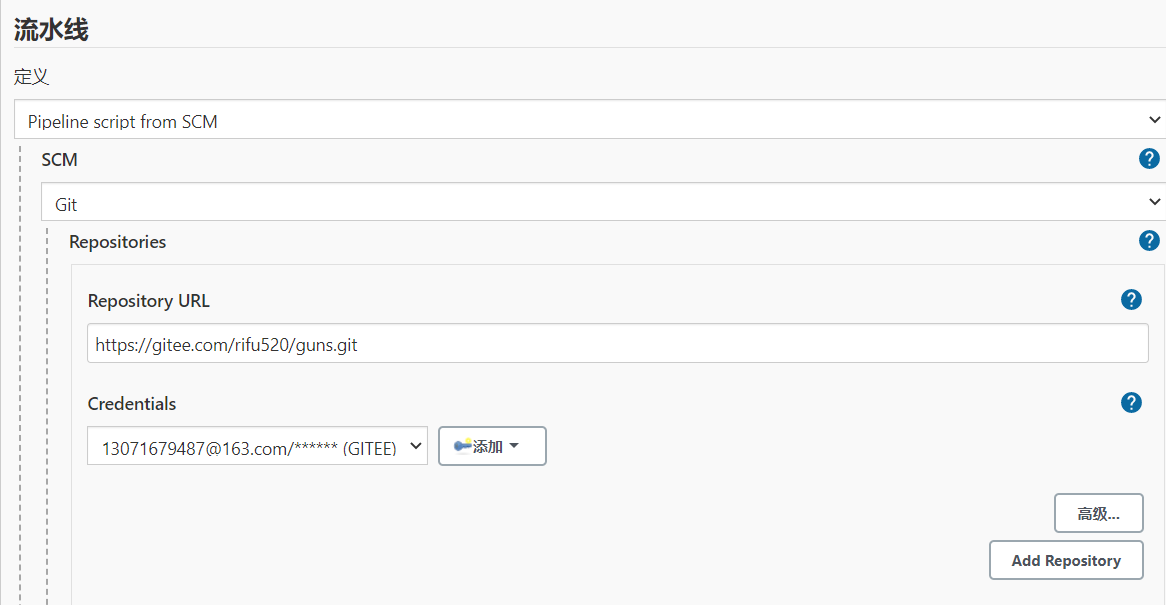 流水线
定义
Pipeline script from SCM
SCM
?
Git
Repositories
?
Repository URL
?
https://gitee.com/rifu520/guns.git
Credentials
?
13071679487@163.com/****** (GITEE)
添加
高级...
Add Repository